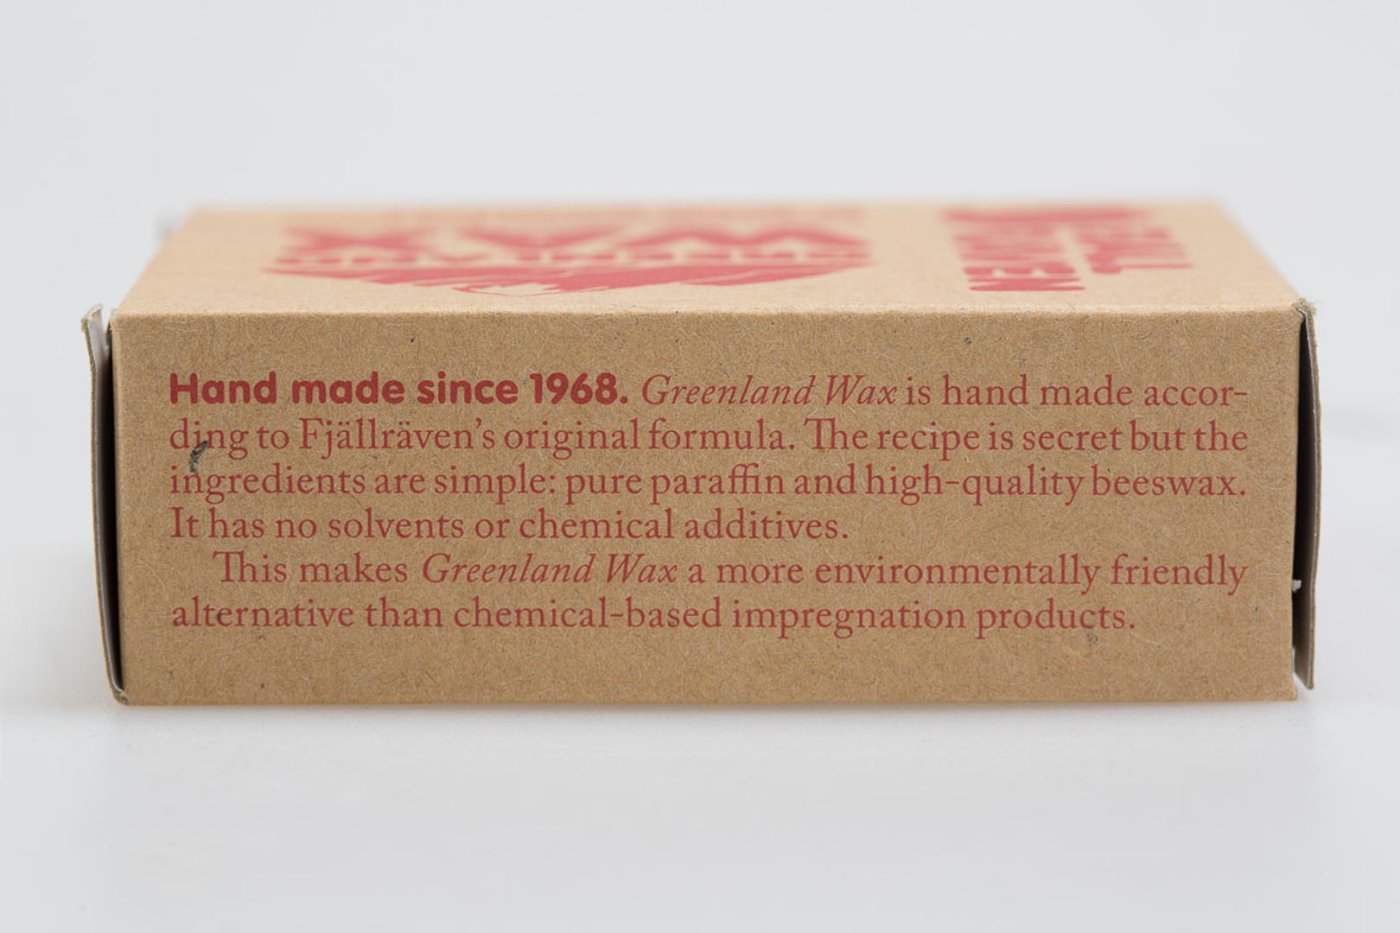 WAX
Hand made since 1968. Greenland Wax is hand made accor-
ding to Fjällräven's original formula. The recipe is secret but the
ingredients are simple: pure paraffin and high-quality beeswax.
It has no solvents or chemical additives.
This makes Greenland Wax a more environmentally friendly
alternative than chemical-based impregnation products.